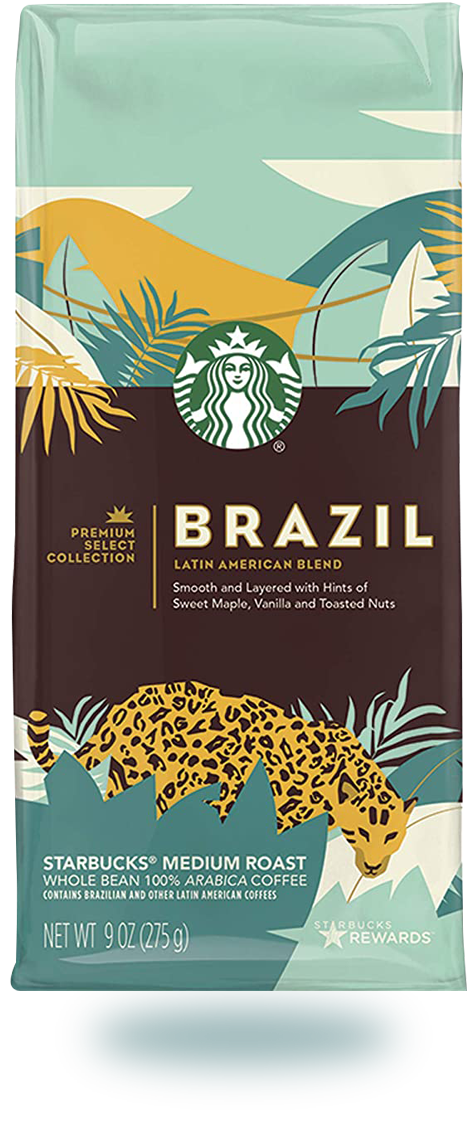 ®
PREMIUM
SELECT
COLLECTION
BRAZIL
LATIN AMERICAN BLEND
Smooth and Layered with Hints of
Sweet Maple, Vanilla and Toasted Nuts
STARBUCKS® MEDIUM ROAST
WHOLE BEAN 100% ARABICA COFFEE
CONTAINS BRAZILIAN AND OTHER LATIN AMERICAN COFFEES
NET WT 9 OZ (275 g)
STARBUCKS
REWARDS™